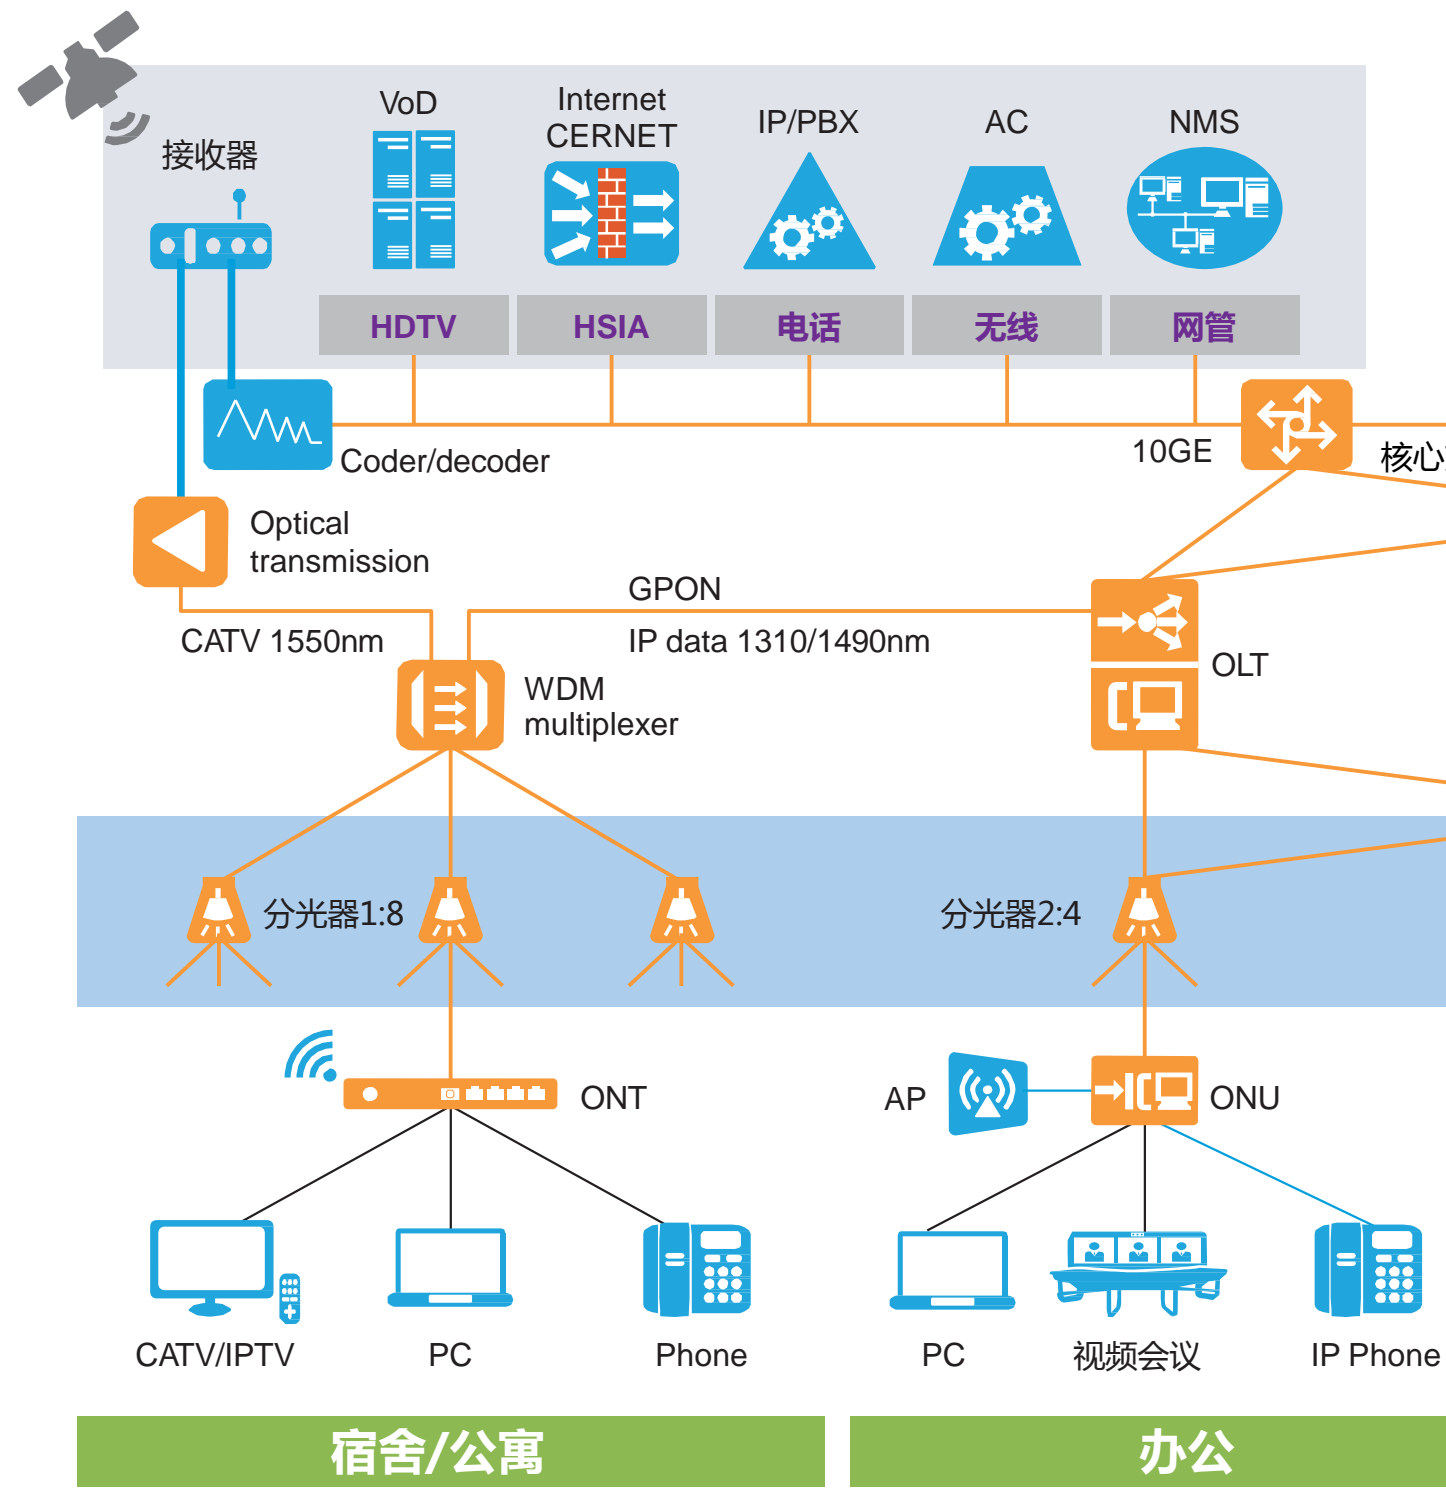 VoD
Internet
CERNET
IP/PBX
AC
NMS
接收器
HDTV
HSIA
电话
无线
网管
10GE
核心
Coder/decoder
Optical
transmission
GPON
CATV 1550nm
IP data 1310/1490nm
OLT
WDM
multiplexer
分光器1:8
分光器2:4
ONT
AP
ONU
CATV/IPTV
PC
Phone
PC
视频会议
IP Phone
宿舍/公寓
办公